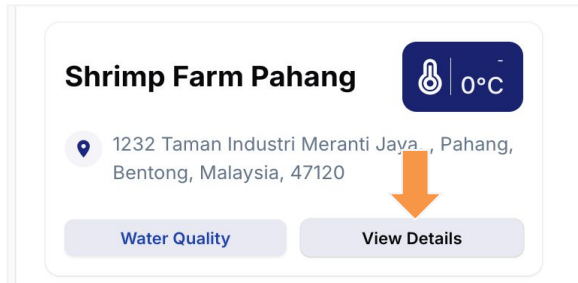 Shrimp Farm Pahang
-
0°C
1232 Taman Industri Meranti Jaya, , Pahang,
Bentong, Malaysia, 47120
Water Quality
View Details